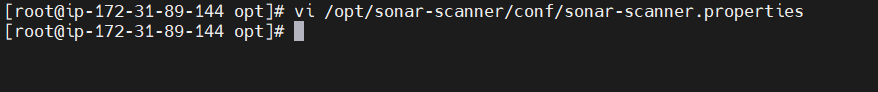 [root@ip-172-31-89-144 opt]# vi /opt/sonar-scanner/conf/sonar-scanner.properties
[root@ip-172-31-89-144 opt]#